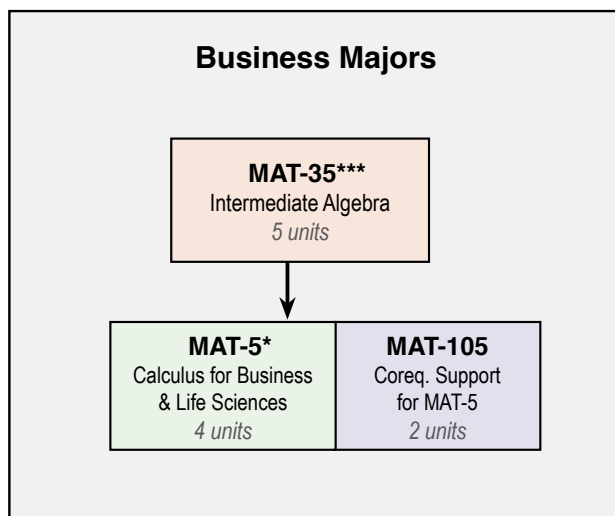 Business Majors
MAT-35***
Intermediate Algebra
5 units
MAT-5*
Calculus for Business
& Life Sciences
4 units
MAT-105
Coreq. Support
for MAT-5
2 units